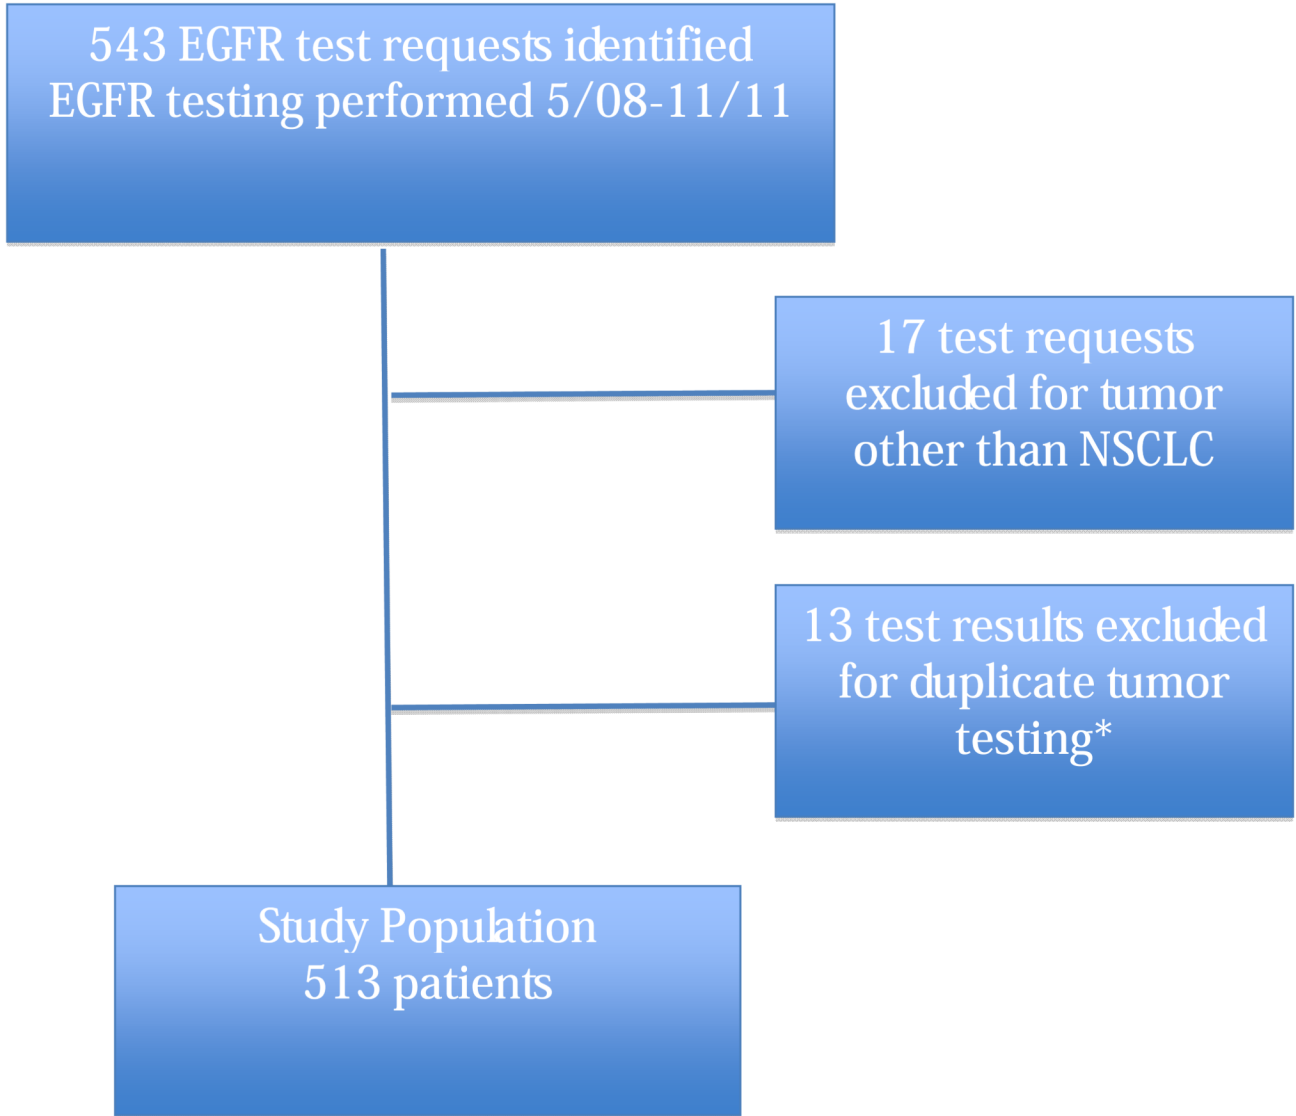 543 EGFR test requests identified
EGFR testing performed 5/08-11/11
17 test requests
excluded for tumor
other than NSCLC
13 test results excluded
for duplicate tumor
testing*
Study Population
513 patients